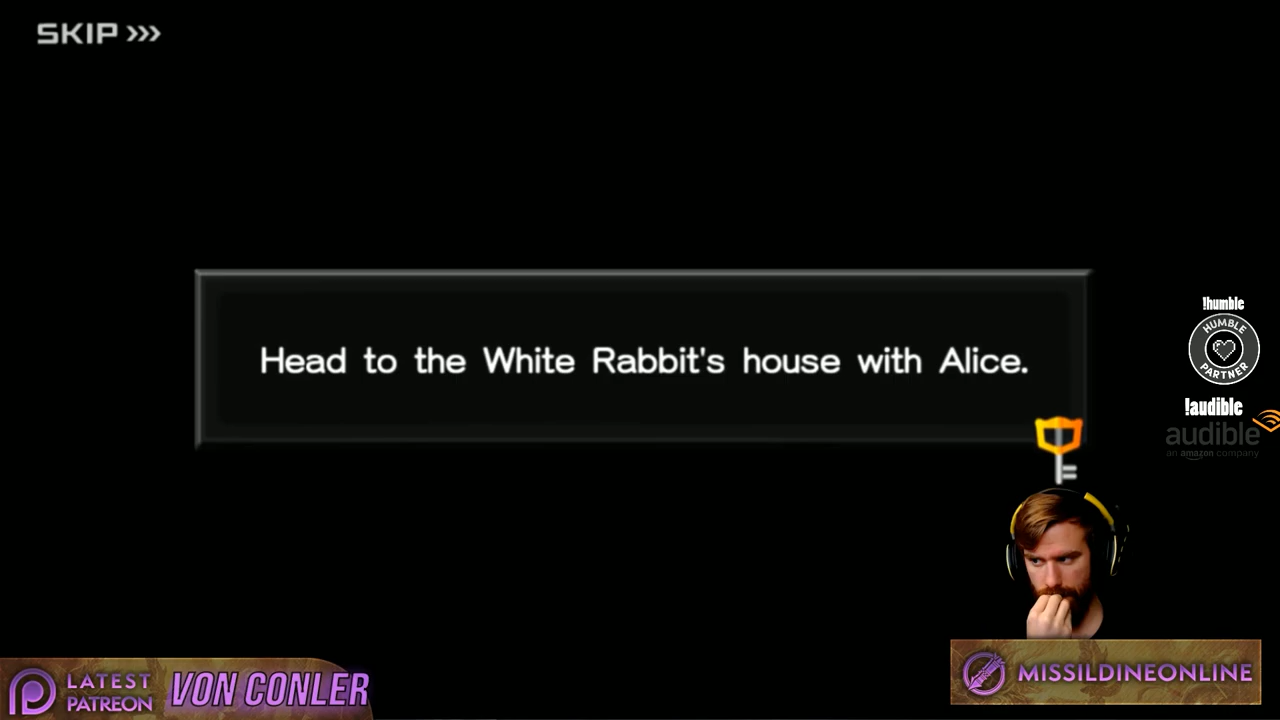 SKIP >>>
Head to the White Rabbit's house with Alice.
!humble
HUMBLE
PARTNER
!audible
audible
an amazon company
LATEST
PATREON
VON CONLER
MISSILDINEONLINE